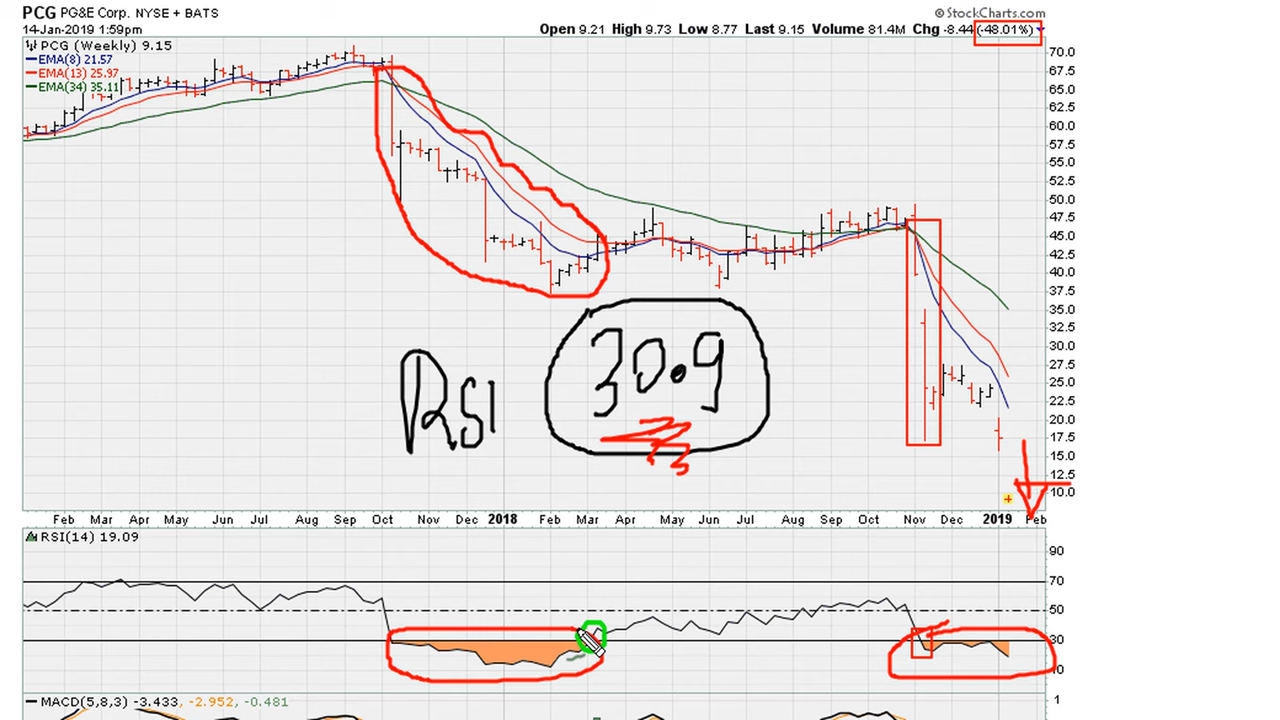 PCG PG&E Corp. NYSE + BATS
© StockCharts.com
14-Jan-2019 1:59pm
Open 9.21 High 9.73 Low 8.77 Last 9.15 Volume 81.4M Chg -8.44 (-48.01%)
PCG (Weekly) 9.15
EMA(8) 21.57
EMA(13) 25.97
EMA(34) 35.11
70.0
67.5
65.0
62.5
60.0
57.5
55.0
52.5
50.0
47.5
45.0
42.5
40.0
37.5
35.0
32.5
30.0
27.5
25.0
22.5
20.0
17.5
15.0
12.5
10.0
RSI 30.9
Feb Mar Apr May Jun Jul Aug Sep Oct Nov Dec 2018 Feb Mar Apr May Jun Jul Aug Sep Oct Nov Dec 2019 Feb
RSI(14) 19.09
90
70
50
30
10
MACD(5,8,3) -3.433, -2.952, -0.481
1